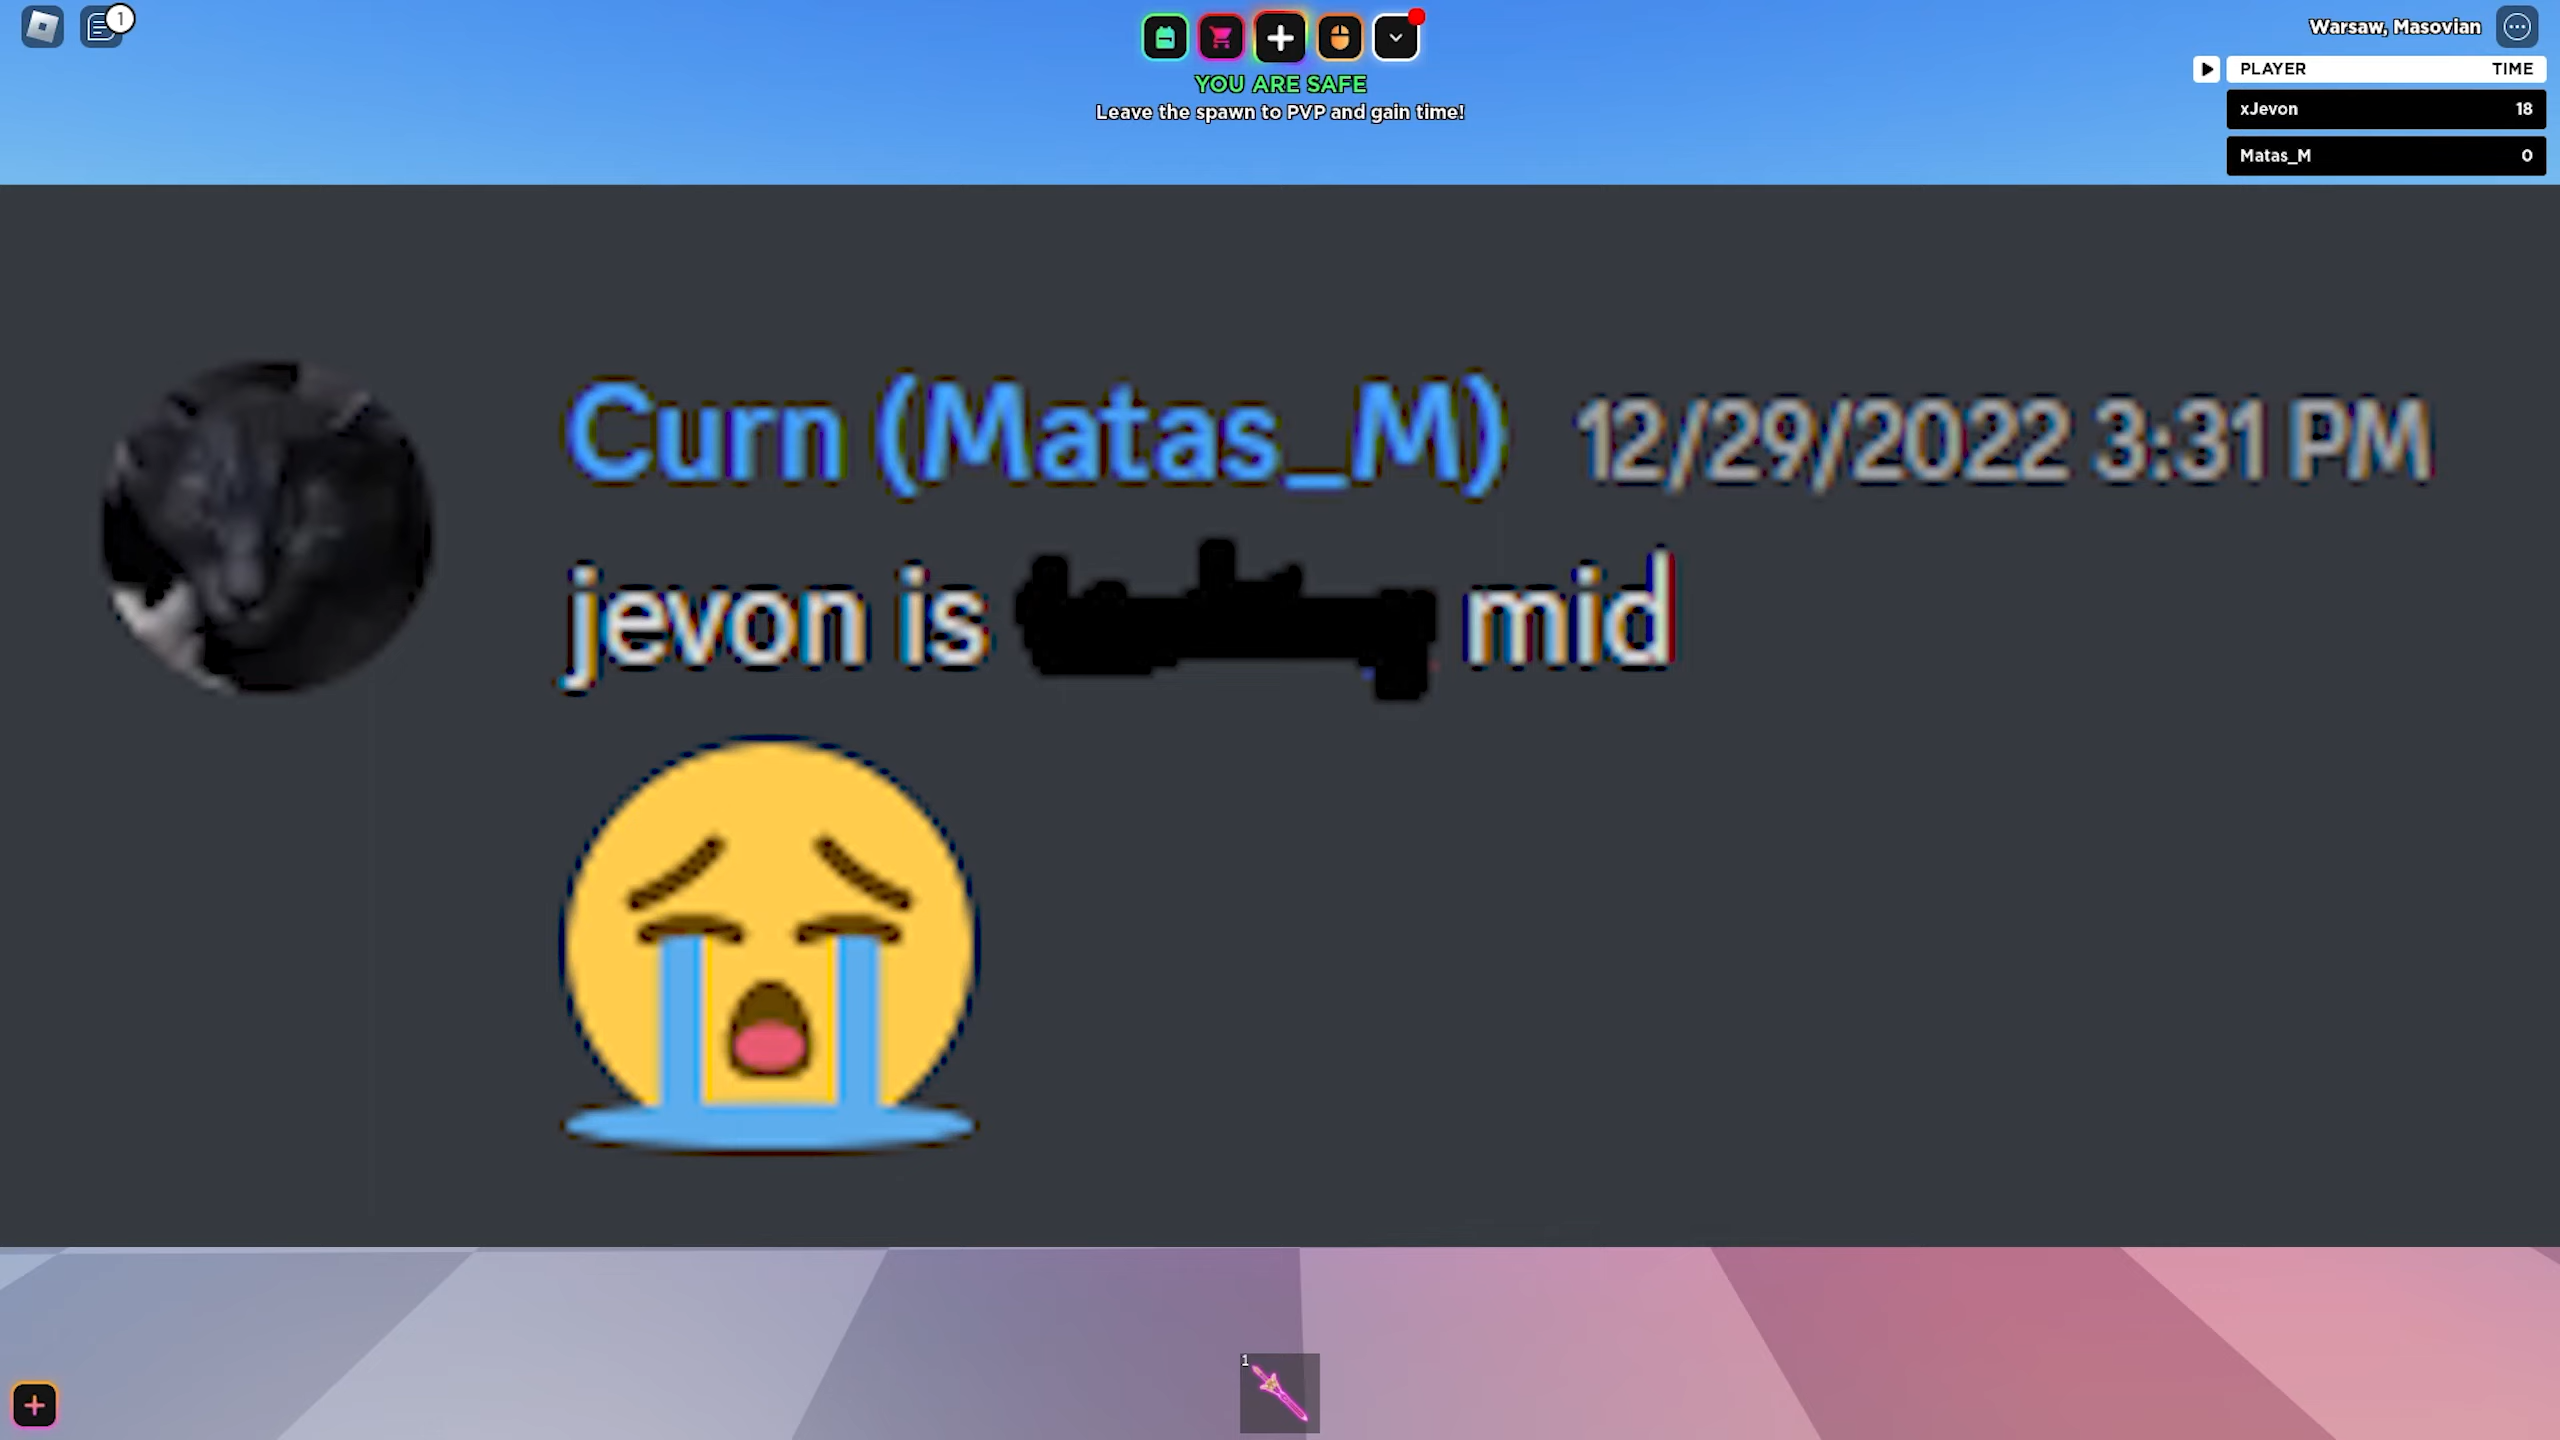 1
Warsaw, Masovian
YOU ARE SAFE
Leave the spawn to PVP and gain time!
PLAYER TIME
xJevon 18
Matas_M 0
Curn (Matas_M) 12/29/2022 3:31 PM
jevon is mid
1